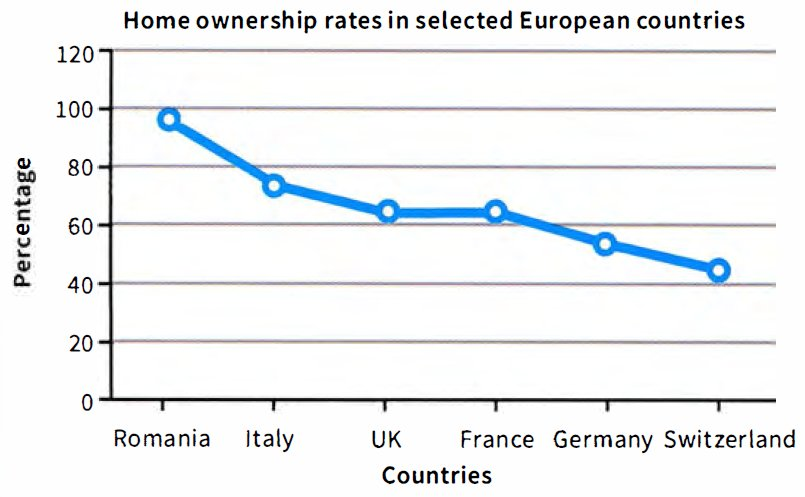 Home ownership rates in selected European countries
120
100
80
60
40
20
0
Percentage
Romania Italy UK France Germany Switzerland
Countries